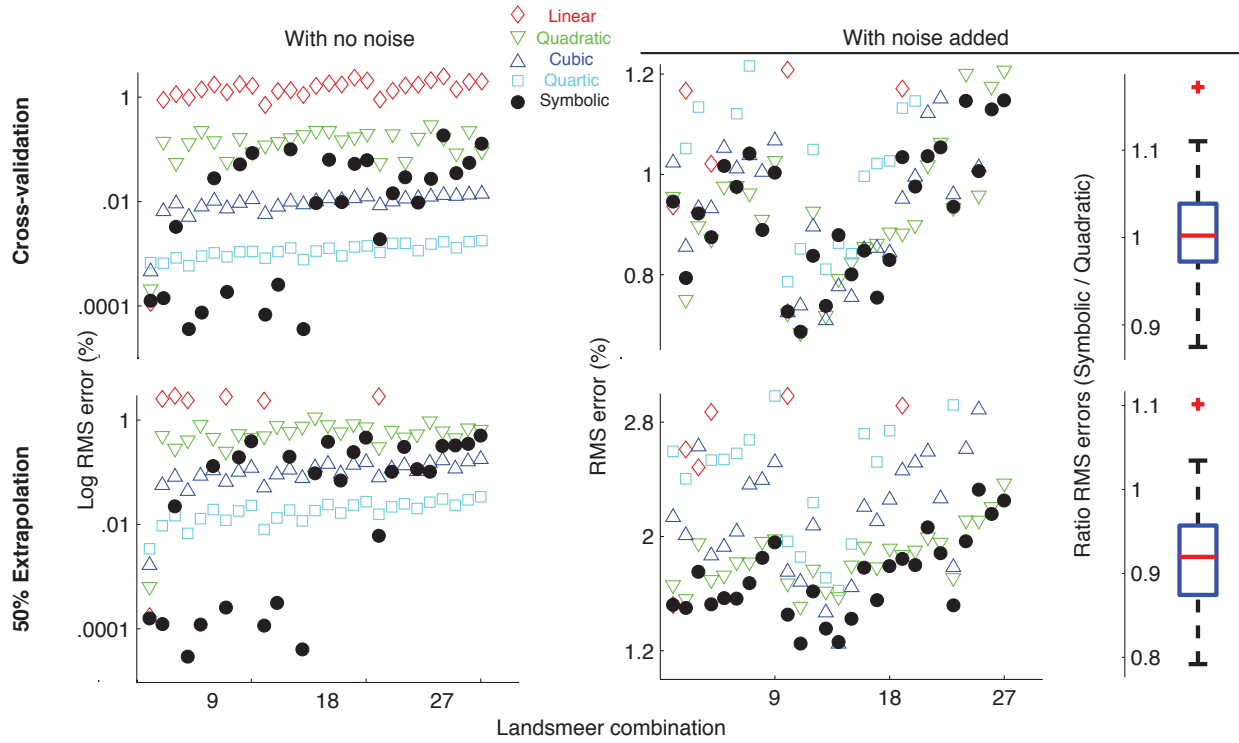 Linear
Quadratic
Cubic
Quartic
Symbolic
With no noise
With noise added
Cross-validation
50% Extrapolation
Log RMS error (%)
1
.01
.0001
1
.01
.0001
9
18
27
Landsmeer combination
RMS error (%)
1.2
1
0.8
2.8
2
1.2
9
18
27
Ratio RMS errors (Symbolic / Quadratic)
1.1
1
0.9
1.1
1
0.9
0.8